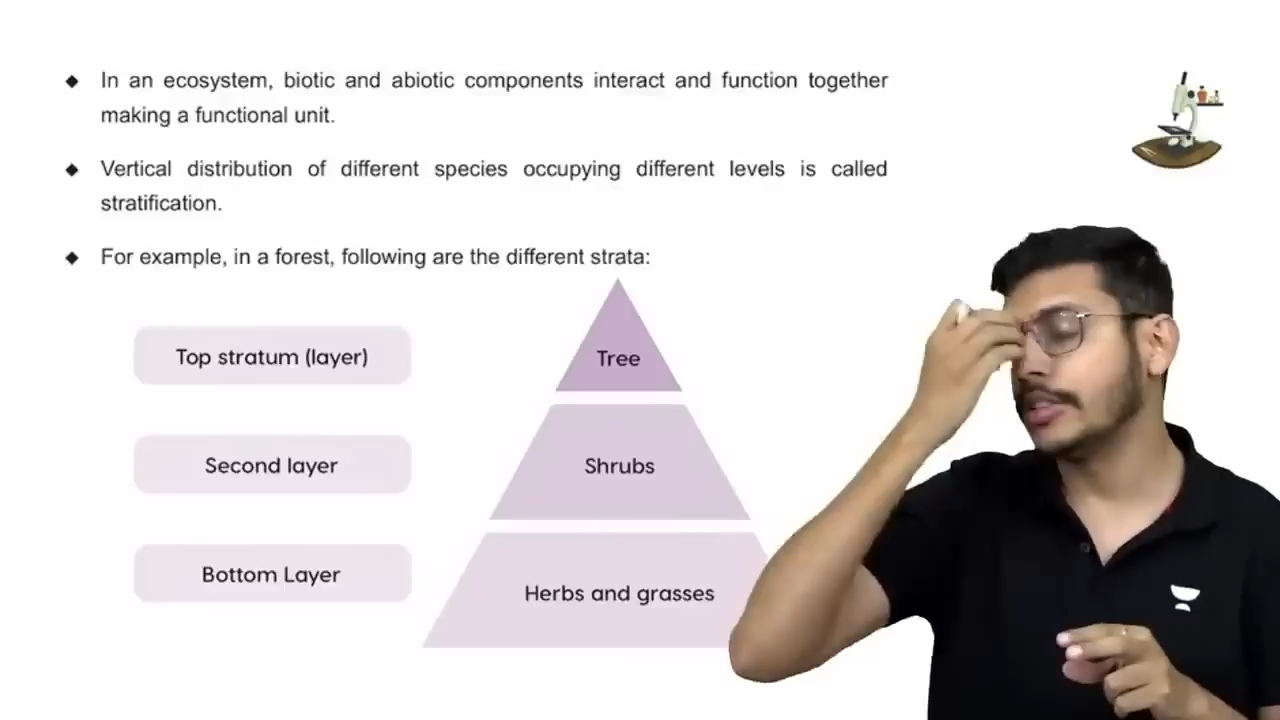 ◆ In an ecosystem, biotic and abiotic components interact and function together
making a functional unit.
◆ Vertical distribution of different species occupying different levels is called
stratification.
◆ For example, in a forest, following are the different strata:
Top stratum (layer)
Tree
Second layer
Shrubs
Bottom Layer
Herbs and grasses